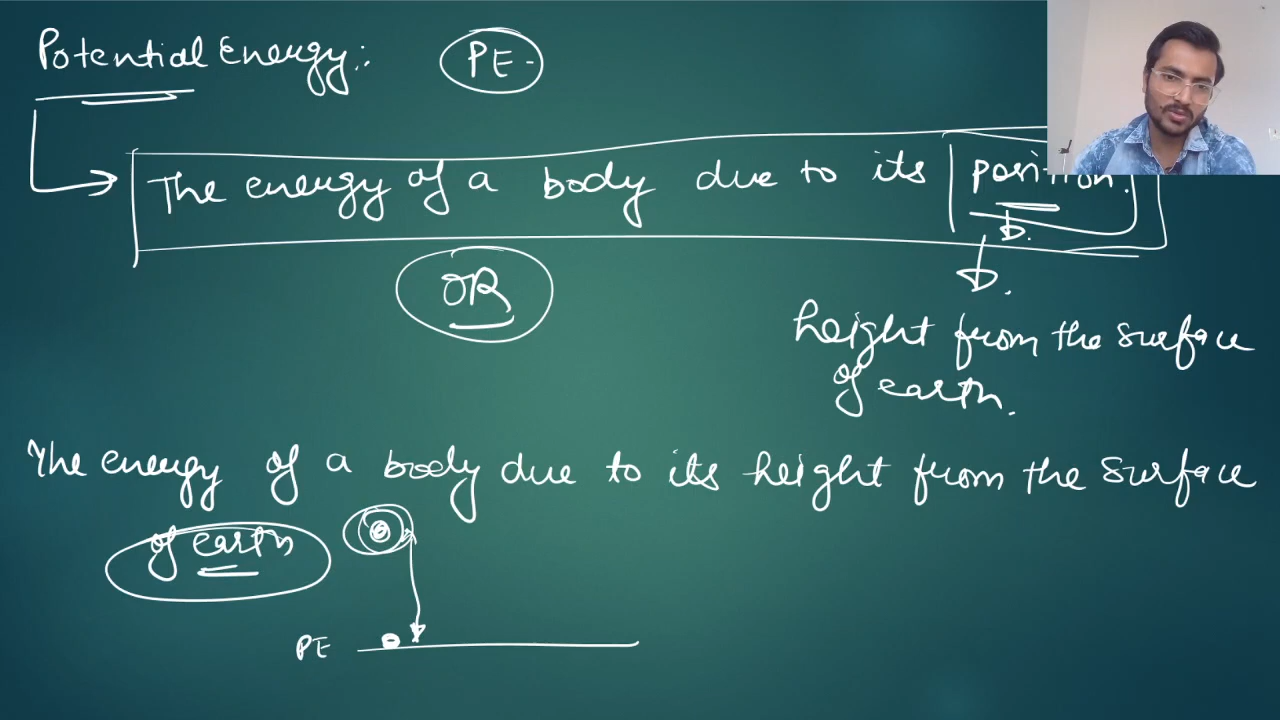 Potential Energy:
PE
The energy of a body due to its position.
OR
height from the surface
of earth.
The energy of a body due to its height from the surface
of earth
PE